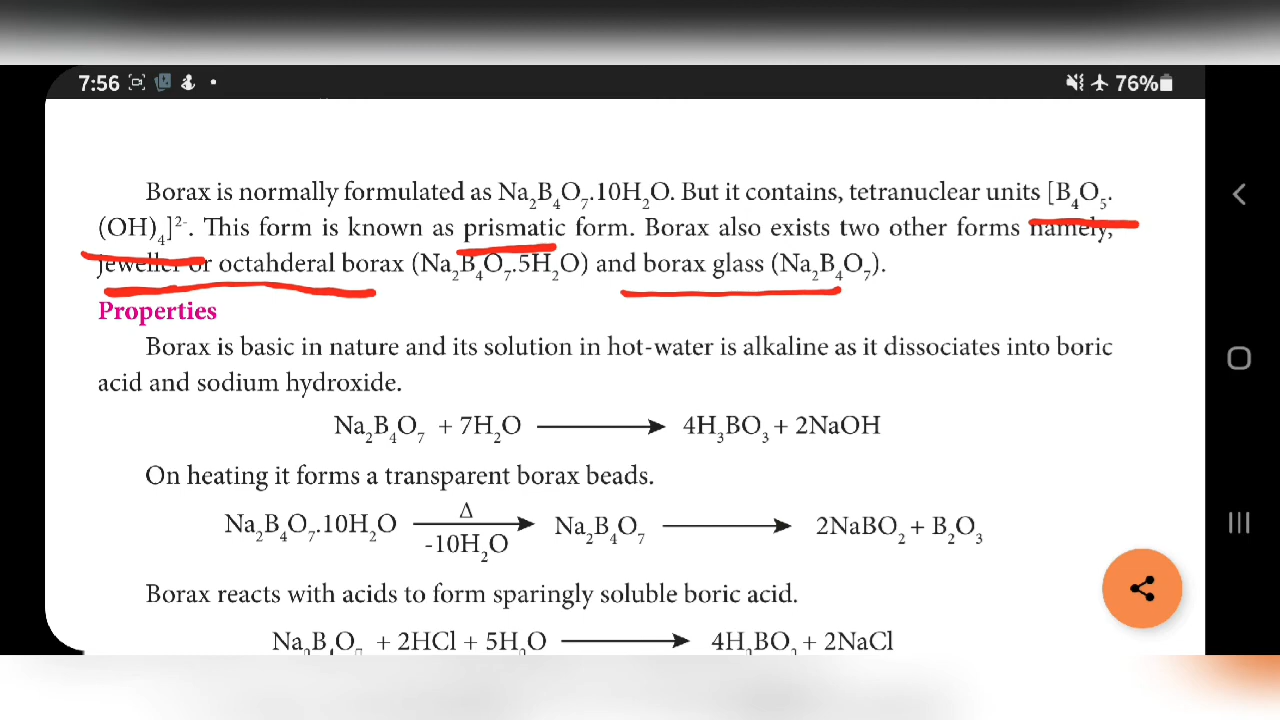 7:56
76%
Borax is normally formulated as Na₂B₄O₇.10H₂O. But it contains, tetranuclear units [B₄O₅.
(OH)₄]²⁻. This form is known as prismatic form. Borax also exists two other forms namely,
jeweller or octahderal borax (Na₂B₄O₇.5H₂O) and borax glass (Na₂B₄O₇).
Properties
Borax is basic in nature and its solution in hot-water is alkaline as it dissociates into boric
acid and sodium hydroxide.
Na₂B₄O₇ + 7H₂O ⟶ 4H₃BO₃ + 2NaOH
On heating it forms a transparent borax beads.
Δ
Na₂B₄O₇.10H₂O ⟶ Na₂B₄O₇ ⟶ 2NaBO₂ + B₂O₃
-10H₂O
Borax reacts with acids to form sparingly soluble boric acid.
Na₂B₄O₇ + 2HCl + 5H₂O ⟶ 4H₃BO₃ + 2NaCl